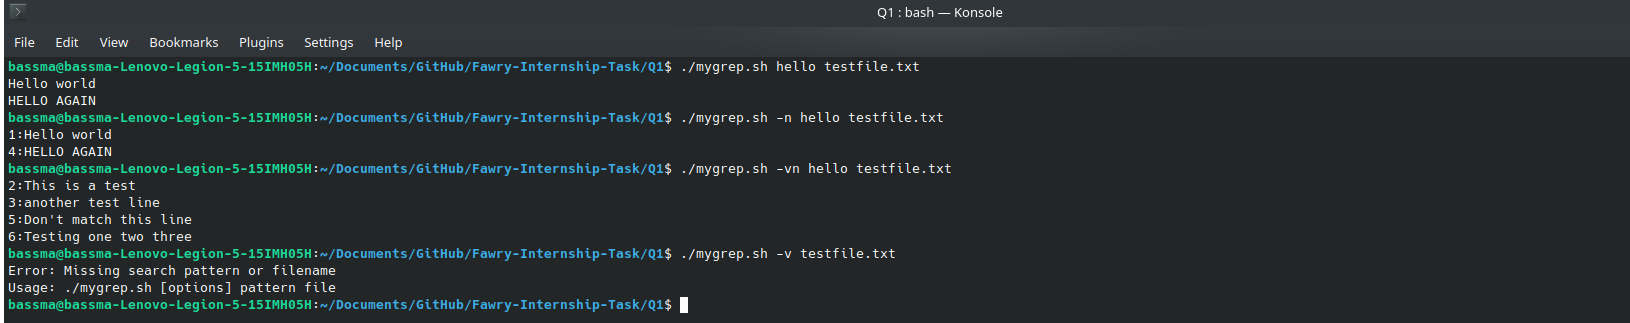 Q1 : bash — Konsole
File Edit View Bookmarks Plugins Settings Help
bassma@bassma-Lenovo-Legion-5-15IMH05H:~/Documents/GitHub/Fawry-Internship-Task/Q1$ ./mygrep.sh hello testfile.txt
Hello world
HELLO AGAIN
bassma@bassma-Lenovo-Legion-5-15IMH05H:~/Documents/GitHub/Fawry-Internship-Task/Q1$ ./mygrep.sh -n hello testfile.txt
1:Hello world
4:HELLO AGAIN
bassma@bassma-Lenovo-Legion-5-15IMH05H:~/Documents/GitHub/Fawry-Internship-Task/Q1$ ./mygrep.sh -vn hello testfile.txt
2:This is a test
3:another test line
5:Don't match this line
6:Testing one two three
bassma@bassma-Lenovo-Legion-5-15IMH05H:~/Documents/GitHub/Fawry-Internship-Task/Q1$ ./mygrep.sh -v testfile.txt
Error: Missing search pattern or filename
Usage: ./mygrep.sh [options] pattern file
bassma@bassma-Lenovo-Legion-5-15IMH05H:~/Documents/GitHub/Fawry-Internship-Task/Q1$